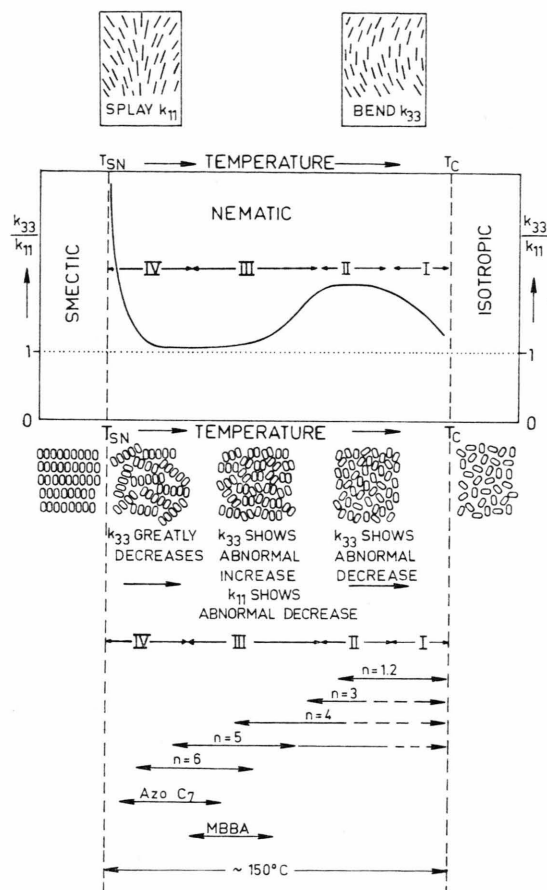 SPLAY k11
BEND k33
TSN TEMPERATURE TC
k33/k11
NEMATIC
k33/k11
IV III II I
SMECTIC
ISOTROPIC
1
1
0
0
TSN TEMPERATURE TC
k33 GREATLY
DECREASES
k33 SHOWS
ABNORMAL
INCREASE
k11 SHOWS
ABNORMAL DECREASE
k33 SHOWS
ABNORMAL
DECREASE
IV III II I
n=1.2
n=3
n=4
n=5
n=6
Azo C7
MBBA
~ 150°C